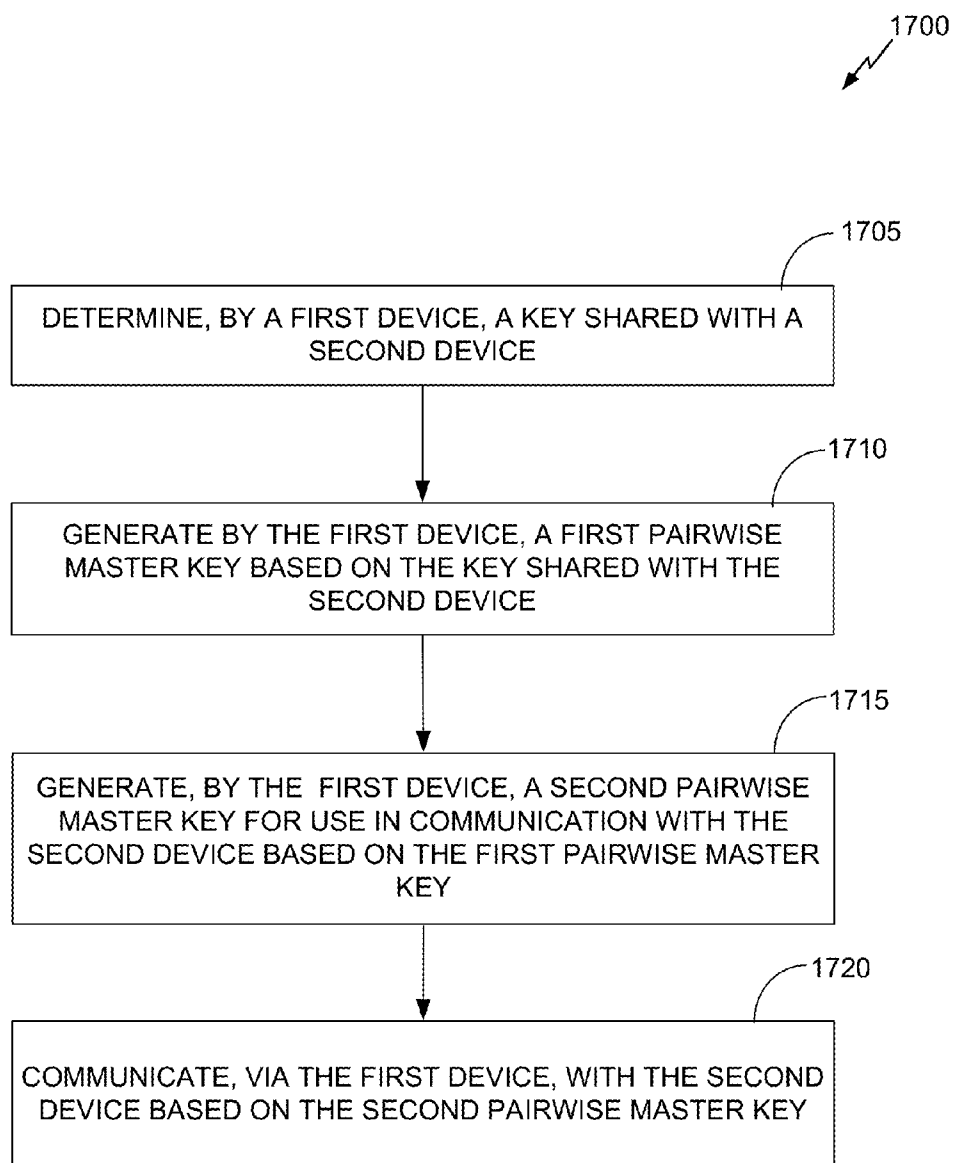 1700
1705
DETERMINE, BY A FIRST DEVICE, A KEY SHARED WITH A
SECOND DEVICE
1710
GENERATE BY THE FIRST DEVICE, A FIRST PAIRWISE
MASTER KEY BASED ON THE KEY SHARED WITH THE
SECOND DEVICE
1715
GENERATE, BY THE FIRST DEVICE, A SECOND PAIRWISE
MASTER KEY FOR USE IN COMMUNICATION WITH THE
SECOND DEVICE BASED ON THE FIRST PAIRWISE MASTER
KEY
1720
COMMUNICATE, VIA THE FIRST DEVICE, WITH THE SECOND
DEVICE BASED ON THE SECOND PAIRWISE MASTER KEY